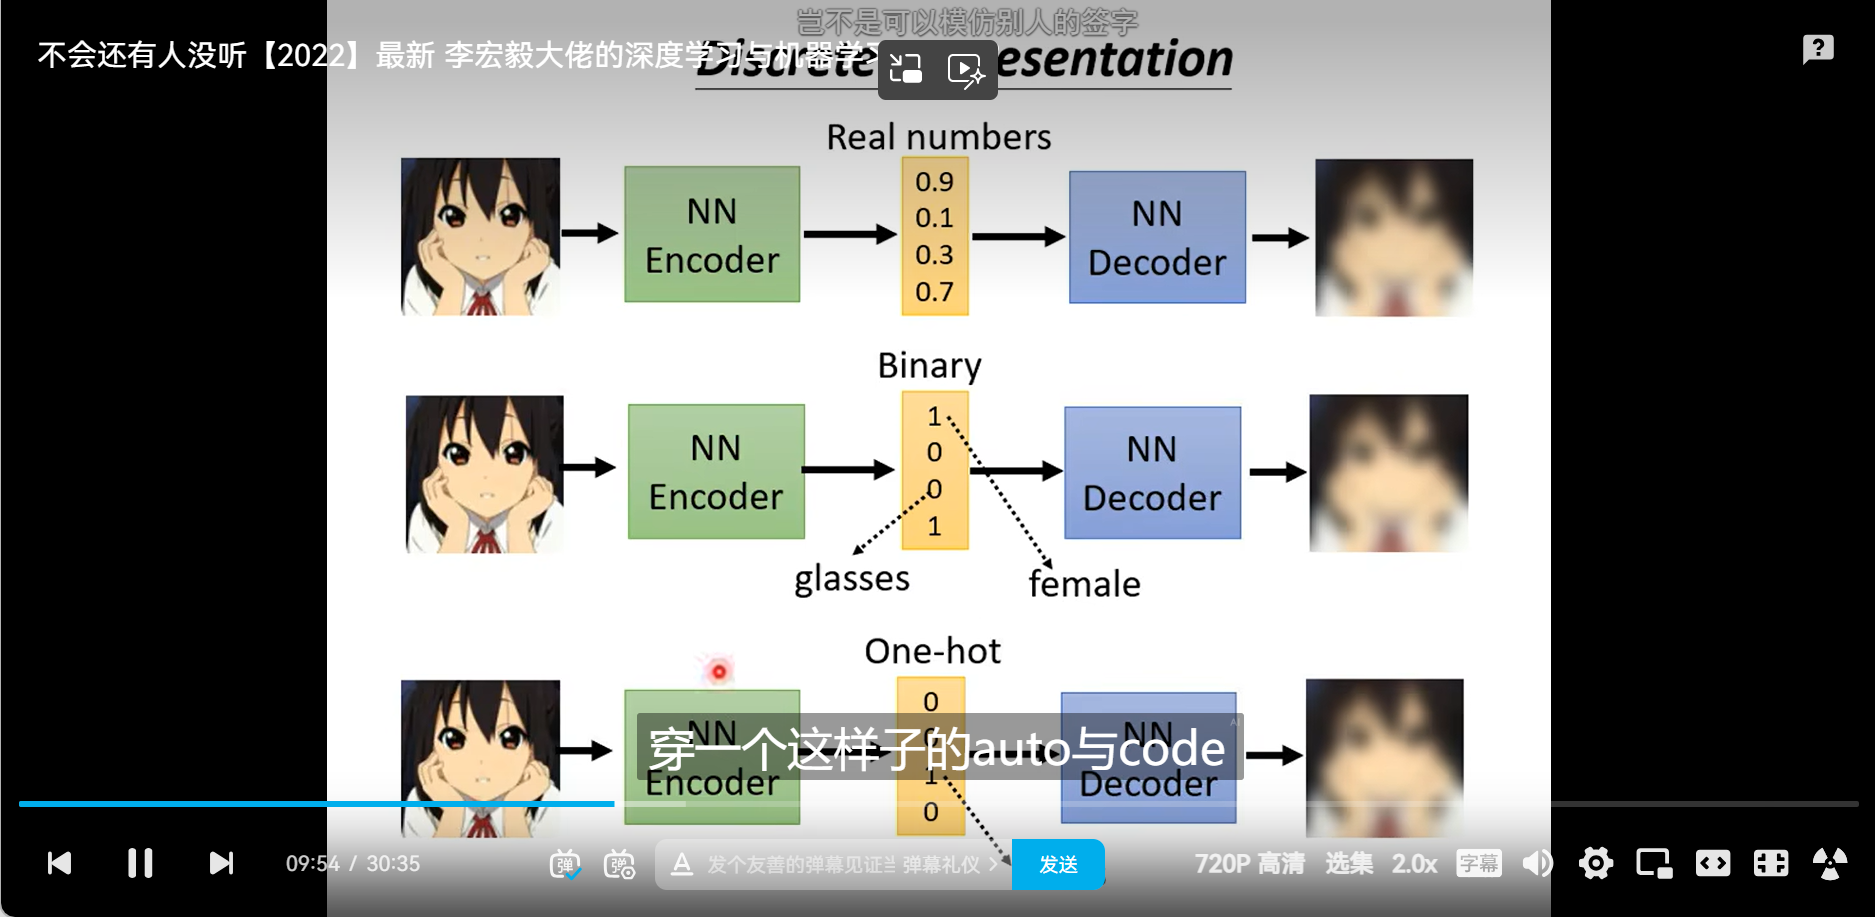 岂不是可以模仿别人的签字
不会还有人没听【2022】最新 李宏毅大佬的深度学习与机器学习
Discrete Representation
Real numbers
NN
Encoder
0.9
0.1
0.3
0.7
NN
Decoder
Binary
NN
Encoder
1
0
0
1
NN
Decoder
glasses
female
One-hot
NN
Encoder
0
0
1
0
NN
Decoder
穿一个这样子的auto与code
09:54 / 30:35
弹
弹
发个友善的弹幕见证当
弹幕礼仪 >
发送
720P 高清
选集
2.0x
字幕